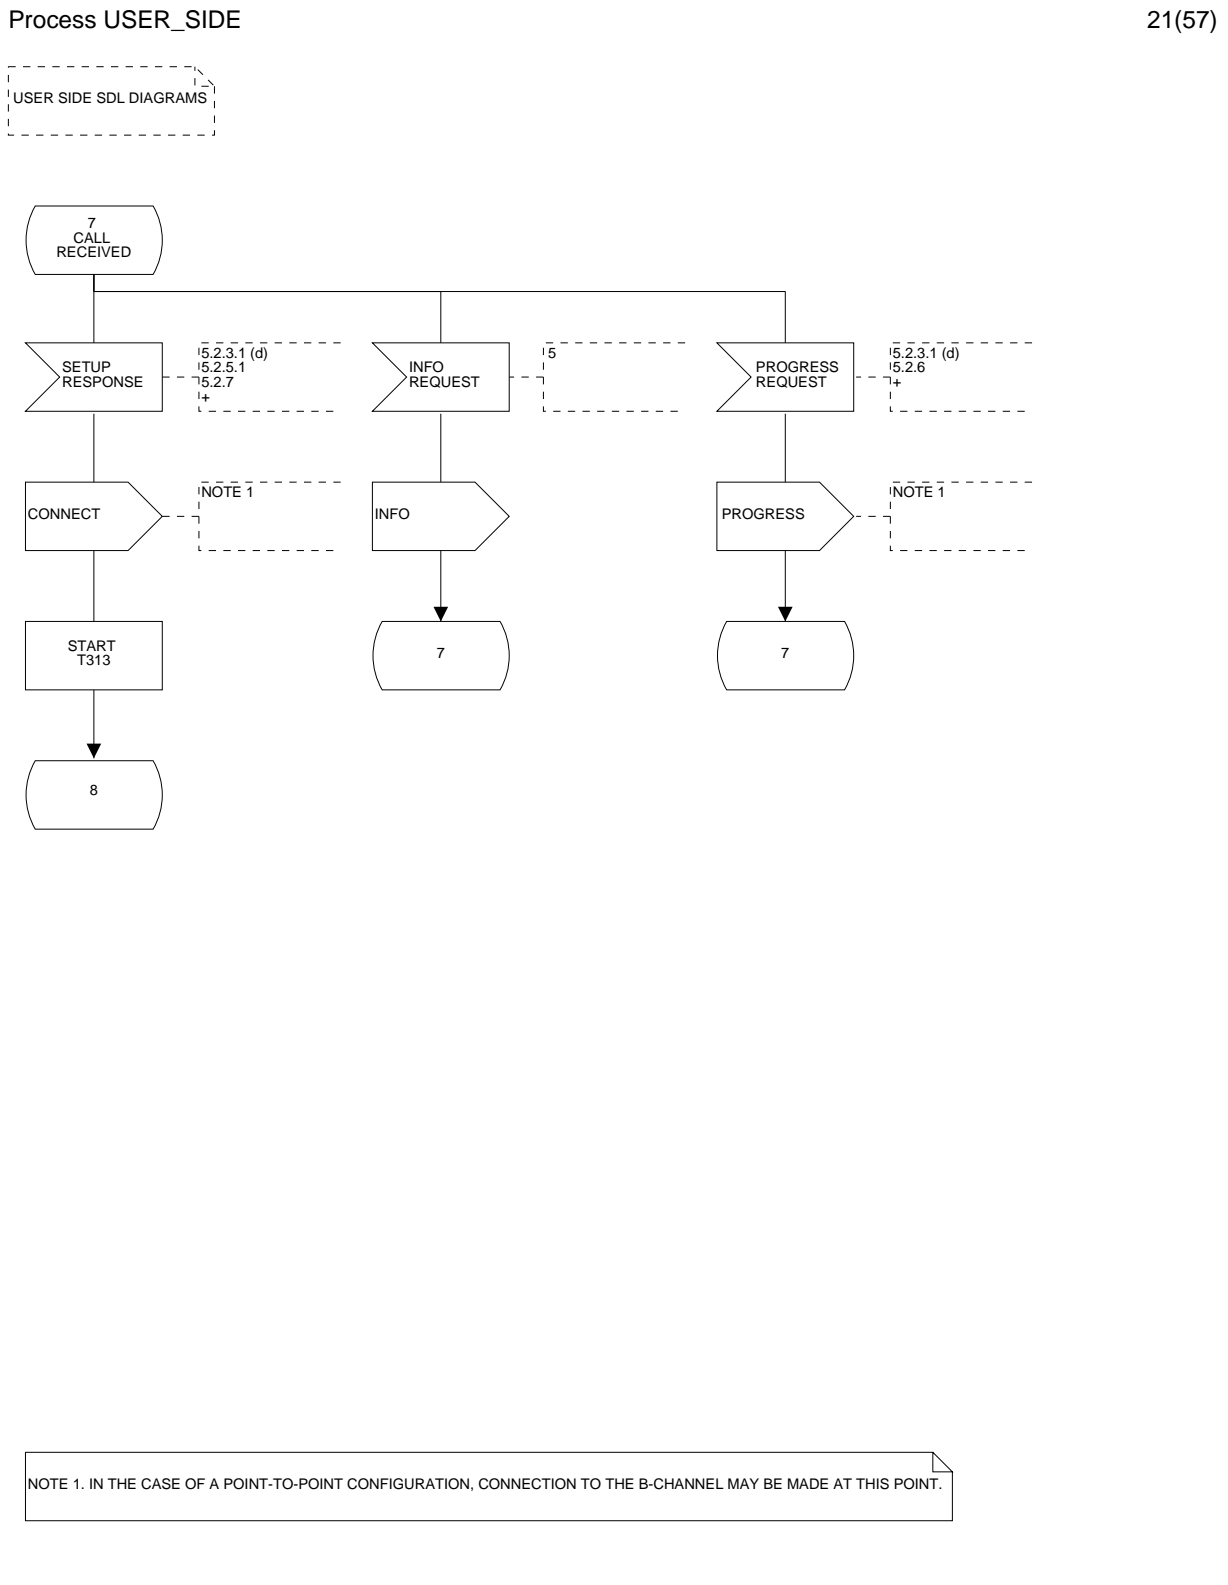 Process USER_SIDE
21(57)
USER SIDE SDL DIAGRAMS
7
CALL
RECEIVED
SETUP
RESPONSE
5.2.3.1 (d)
5.2.5.1
5.2.7
+
INFO
REQUEST
5
PROGRESS
REQUEST
5.2.3.1 (d)
5.2.6
+
CONNECT
NOTE 1
INFO
PROGRESS
NOTE 1
START
T313
7
7
8
NOTE 1. IN THE CASE OF A POINT-TO-POINT CONFIGURATION, CONNECTION TO THE B-CHANNEL MAY BE MADE AT THIS POINT.